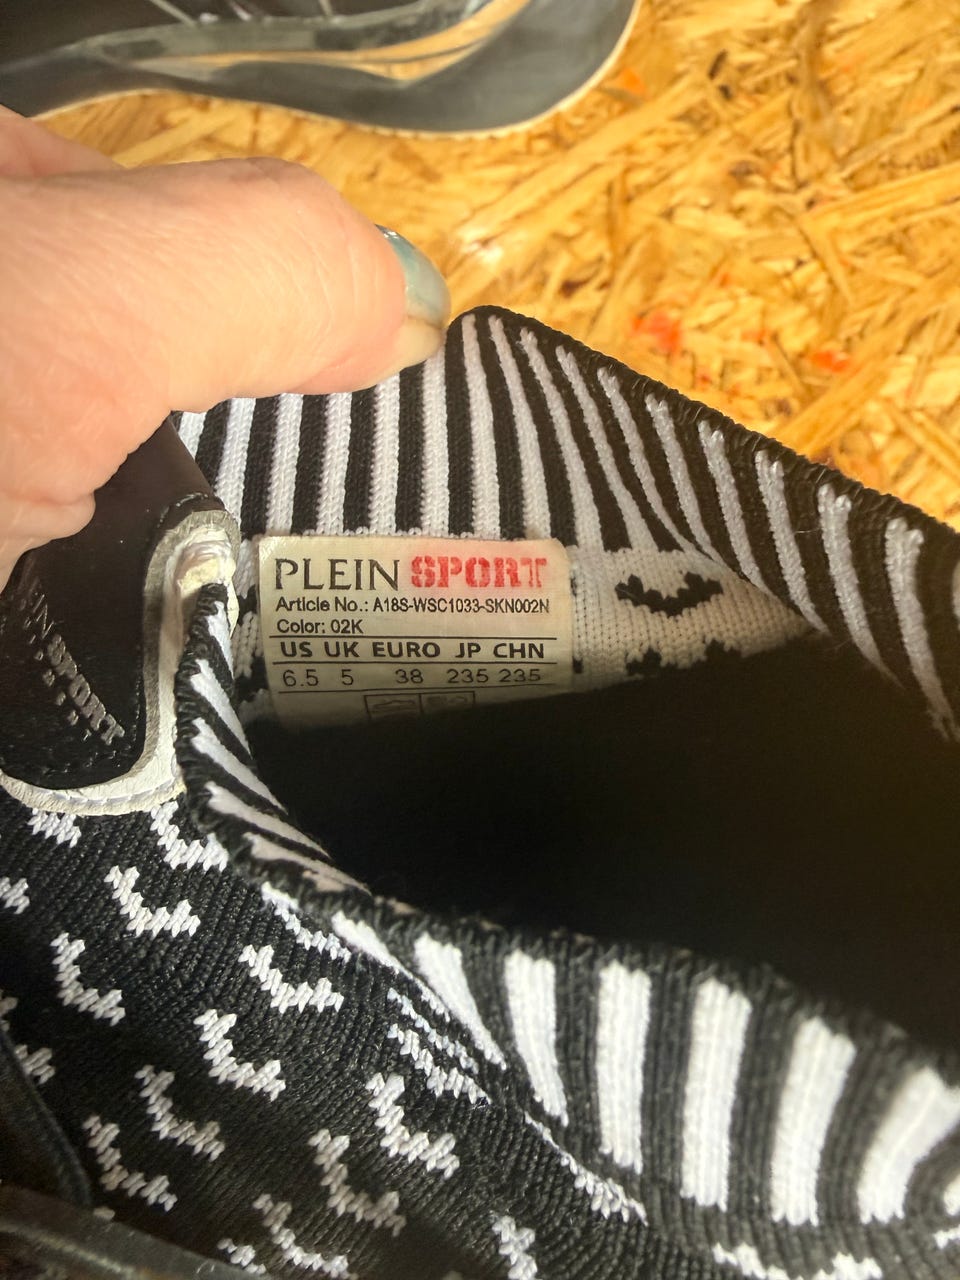 PLEIN SPORT
Article No.: A18S-WSC1033-SKN002N
Color: 02K
US UK EURO JP CHN
6.5 5 38 235 235
SPORT